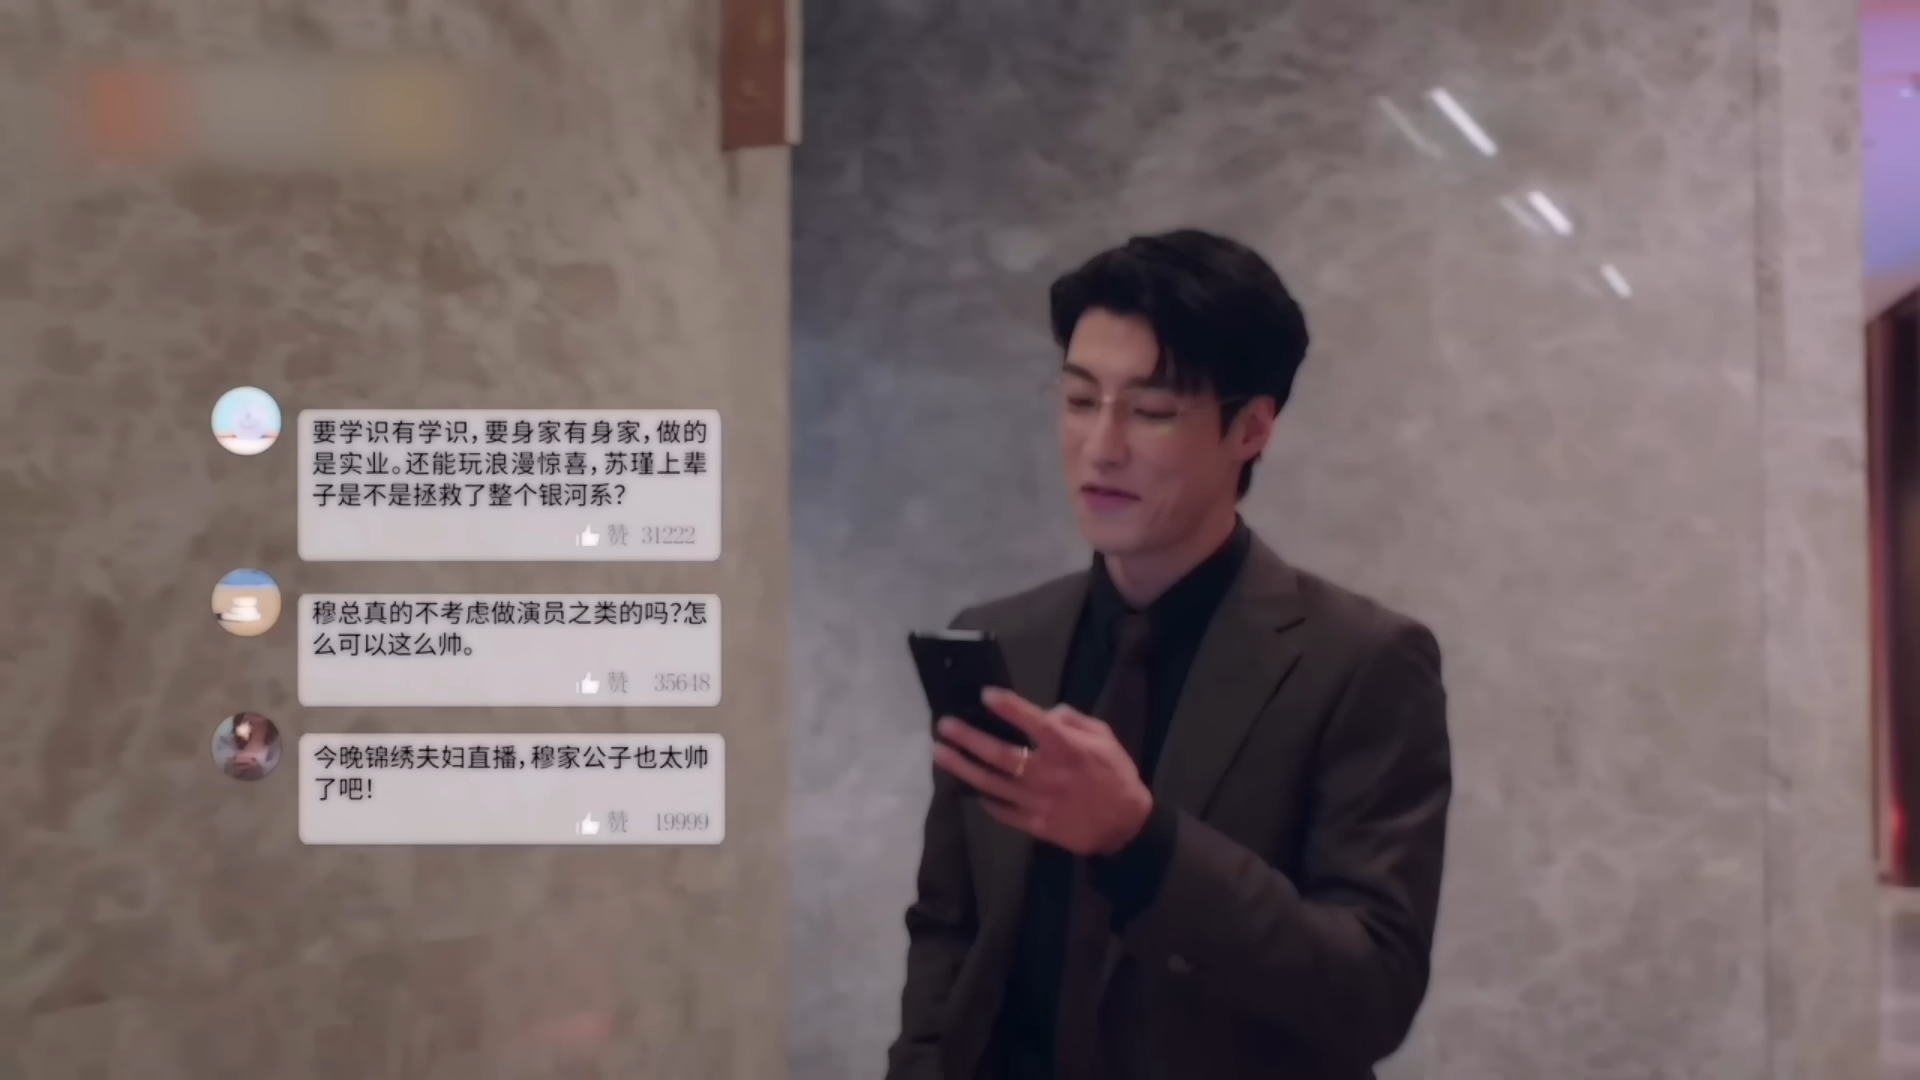 要学识有学识，要身家有身家，做的
是实业。还能玩浪漫惊喜，苏瑾上辈
子是不是拯救了整个银河系？
赞 31222
穆总真的不考虑做演员之类的吗？怎
么可以这么帅。
赞 35648
今晚锦绣夫妇直播，穆家公子也太帅
了吧！
赞 19999